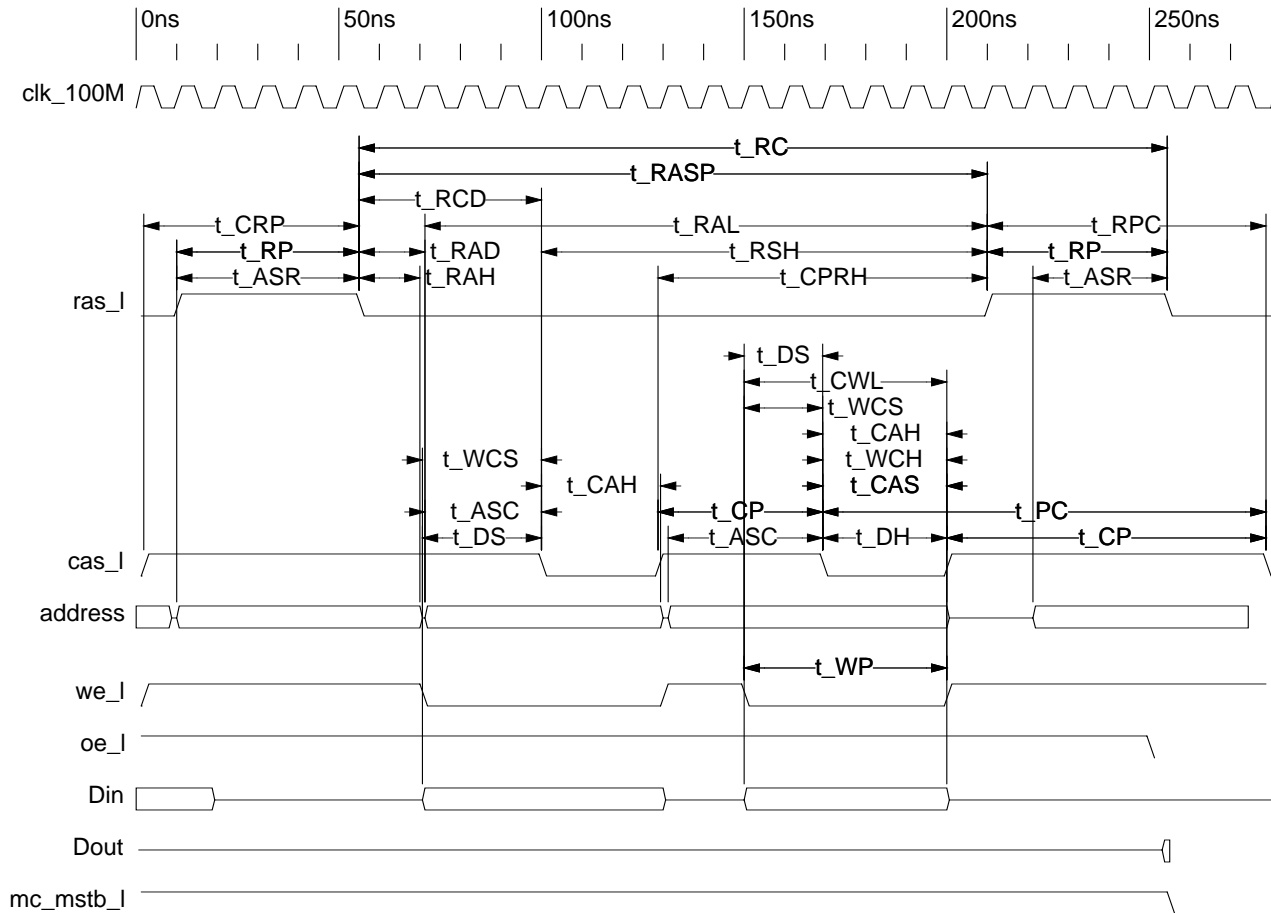 0ns 50ns 100ns 150ns 200ns 250ns
clk_100M
t_RC
t_RASP
t_RCD
t_CRP t_RAL t_RPC
t_RP t_RAD t_RSH t_RP
t_ASR t_RAH t_CPRH t_ASR
ras_l
t_DS
t_CWL
t_WCS
t_CAH
t_WCS t_WCH
t_CAH t_CAS
t_ASC t_CP t_PC
t_DS t_ASC t_DH t_CP
cas_l
address
t_WP
we_l
oe_l
Din
Dout
mc_mstb_l